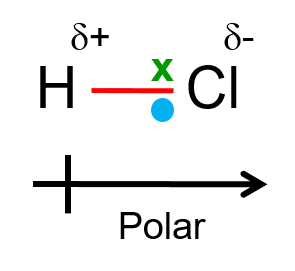 δ+ δ-
x
H Cl
Polar